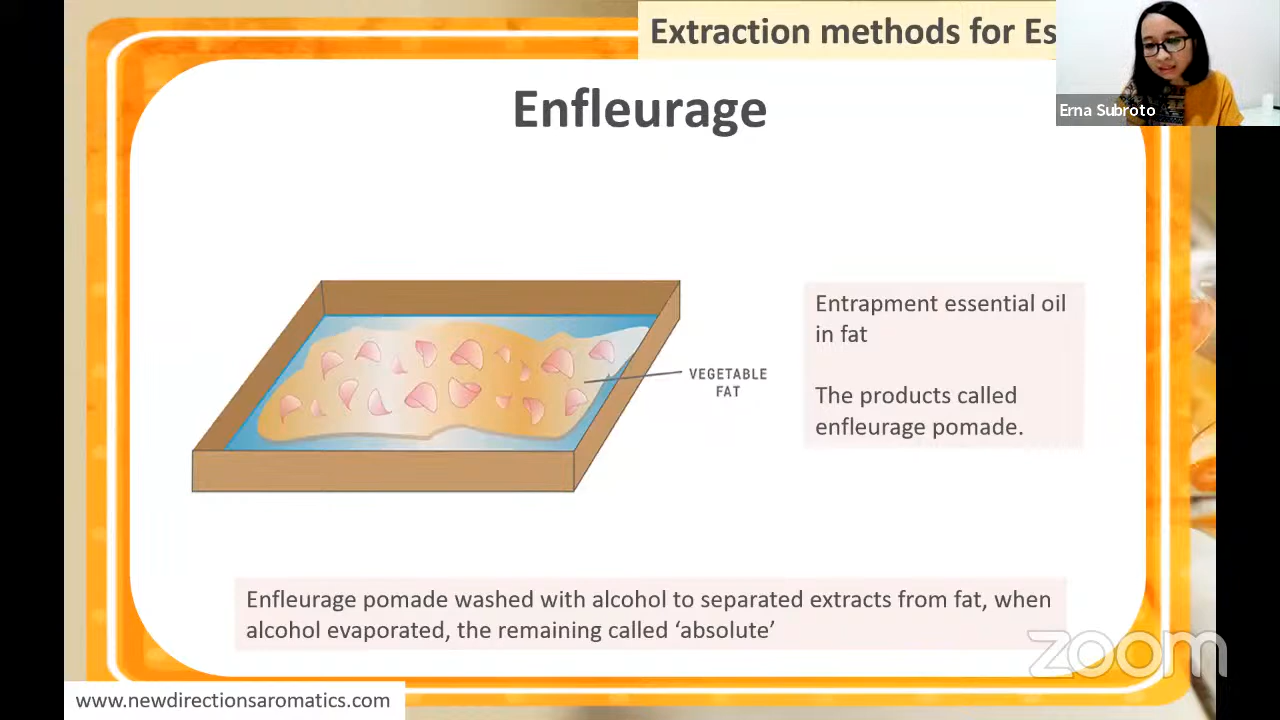 Extraction methods for Es
Erna Subroto
Enfleurage
VEGETABLE
FAT
Entrapment essential oil
in fat
The products called
enfleurage pomade.
Enfleurage pomade washed with alcohol to separated extracts from fat, when
alcohol evaporated, the remaining called ‘absolute’
zoom
www.newdirectionsaromatics.com